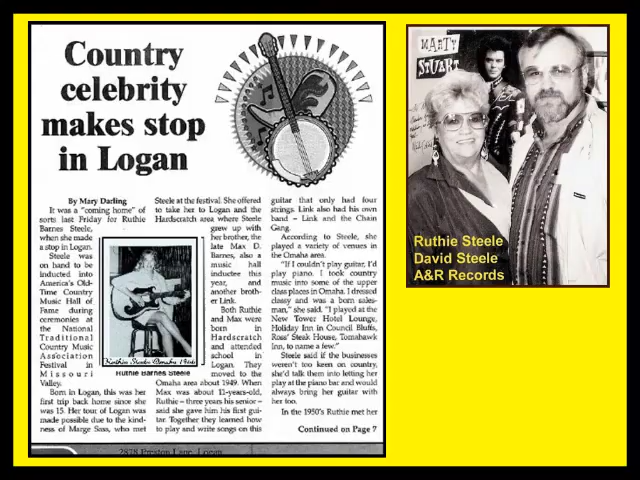 Country
celebrity
makes stop
in Logan
By Mary Darling
It was a "coming home" of
sorts last Friday for Ruthie
Barnes Steele,
when she made
a stop in Logan.
Steele was
on hand to be
inducted into
America's Old-
Time Country
Music Hall of
Fame during
ceremonies at
the National
Traditional
Country Music
Association
Festival in
Missouri
Valley.
Born in Logan, this was her
first trip back home since she
was 15. Her tour of Logan was
made possible due to the kind-
ness of Marge Sass, who met
Steele at the festival. She offered
to take her to Logan and the
Hardscratch area where Steele
grew up with
her brother, the
late Max D.
Barnes, also a
music hall
inductee this
year, and
another broth-
er Link.
Both Ruthie
and Max were
born in
Hardscratch
and attended
school in
Logan. They
moved to the
Omaha area about 1949. When
Max was about 11-years-old,
Ruthie – three years his senior –
said she gave him his first gui-
tar. Together they learned how
to play and write songs on this
Ruthie Steele Omaha 1966
Ruthie Barnes Steele
guitar that only had four
strings. Link also had his own
band – Link and the Chain
Gang.
According to Steele, she
played a variety of venues in
the Omaha area.
"If I couldn't play guitar, I'd
play piano. I took country
music into some of the upper
class places in Omaha. I dressed
classy and was a born sales-
man," she said. "I played at the
New Tower Hotel Lounge,
Holiday Inn in Council Bluffs,
Ross' Steak House, Tomahawk
Inn, to name a few."
Steele said if the businesses
weren't too keen on country,
she'd talk them into letting her
play at the piano bar and would
always bring her guitar with
her too.
In the 1950's Ruthie met her
Continued on Page 7
2878 Preston Lane, Logan
MARTY
STUART
Ruthie Steele
David Steele
A&R Records